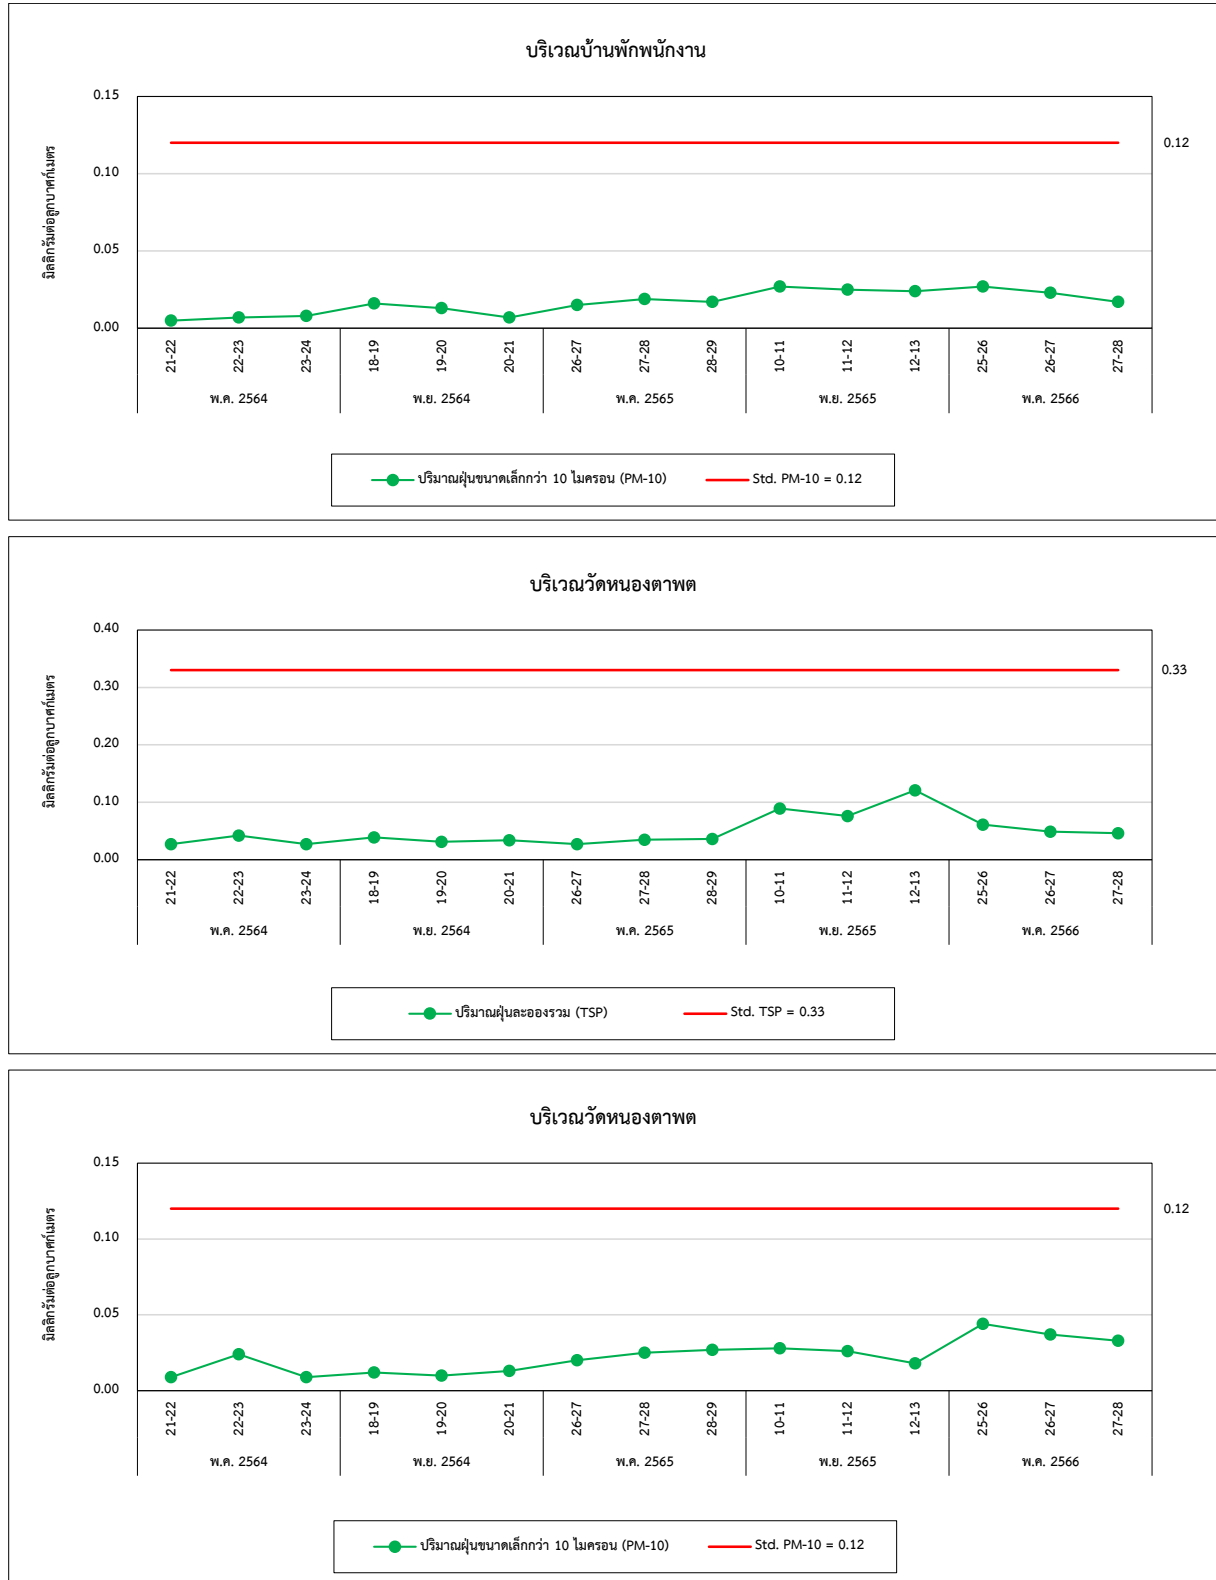 บริเวณบ้านพักพนักงาน
มิลลิกรัมต่อลูกบาศก์เมตร
0.15
0.12
0.10
0.05
0.00
21-22 22-23 23-24 18-19 19-20 20-21 26-27 27-28 28-29 10-11 11-12 12-13 25-26 26-27 27-28
พ.ค. 2564 พ.ย. 2564 พ.ค. 2565 พ.ย. 2565 พ.ค. 2566
ปริมาณฝุ่นขนาดเล็กกว่า 10 ไมครอน (PM-10) Std. PM-10 = 0.12
บริเวณวัดหนองตาพต
มิลลิกรัมต่อลูกบาศก์เมตร
0.40
0.33
0.30
0.20
0.10
0.00
21-22 22-23 23-24 18-19 19-20 20-21 26-27 27-28 28-29 10-11 11-12 12-13 25-26 26-27 27-28
พ.ค. 2564 พ.ย. 2564 พ.ค. 2565 พ.ย. 2565 พ.ค. 2566
ปริมาณฝุ่นละอองรวม (TSP) Std. TSP = 0.33
บริเวณวัดหนองตาพต
มิลลิกรัมต่อลูกบาศก์เมตร
0.15
0.12
0.10
0.05
0.00
21-22 22-23 23-24 18-19 19-20 20-21 26-27 27-28 28-29 10-11 11-12 12-13 25-26 26-27 27-28
พ.ค. 2564 พ.ย. 2564 พ.ค. 2565 พ.ย. 2565 พ.ค. 2566
ปริมาณฝุ่นขนาดเล็กกว่า 10 ไมครอน (PM-10) Std. PM-10 = 0.12